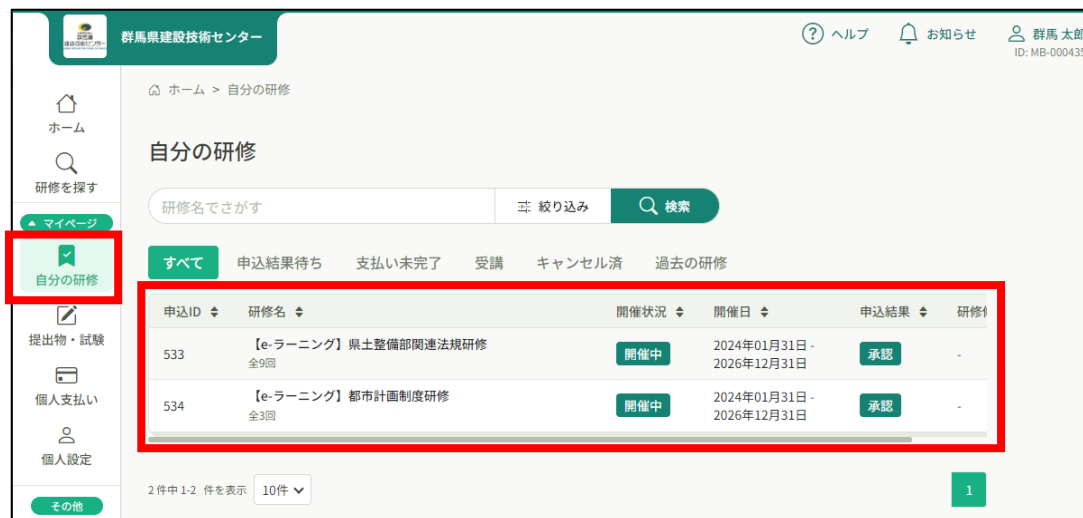 群馬県建設技術センター
ヘルプ
お知らせ
群馬 太郎
ID: MB-000435
ホーム > 自分の研修
ホーム
研修を探す
マイページ
自分の研修
提出物・試験
個人支払い
個人設定
その他
自分の研修
研修名でさがす
絞り込み
検索
すべて 申込結果待ち 支払い未完了 受講 キャンセル済 過去の研修
申込ID 研修名 開催状況 開催日 申込結果 研修
533 【e-ラーニング】県土整備部関連法規研修 開催中 2024年01月31日 - 承認 -
全9回 2026年12月31日
534 【e-ラーニング】都市計画制度研修 開催中 2024年01月31日 - 承認 -
全3回 2026年12月31日
2 件中 1-2 件を表示 10件 1